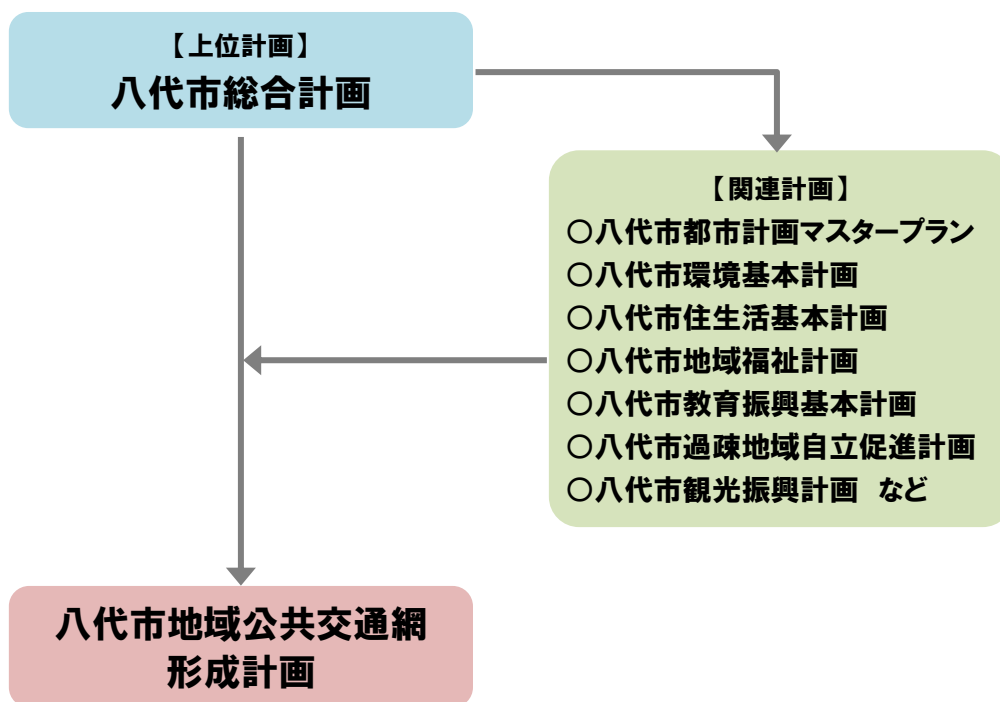 【上位計画】
八代市総合計画
【関連計画】
○八代市都市計画マスタープラン
○八代市環境基本計画
○八代市住生活基本計画
○八代市地域福祉計画
○八代市教育振興基本計画
○八代市過疎地域自立促進計画
○八代市観光振興計画　など
八代市地域公共交通網
形成計画